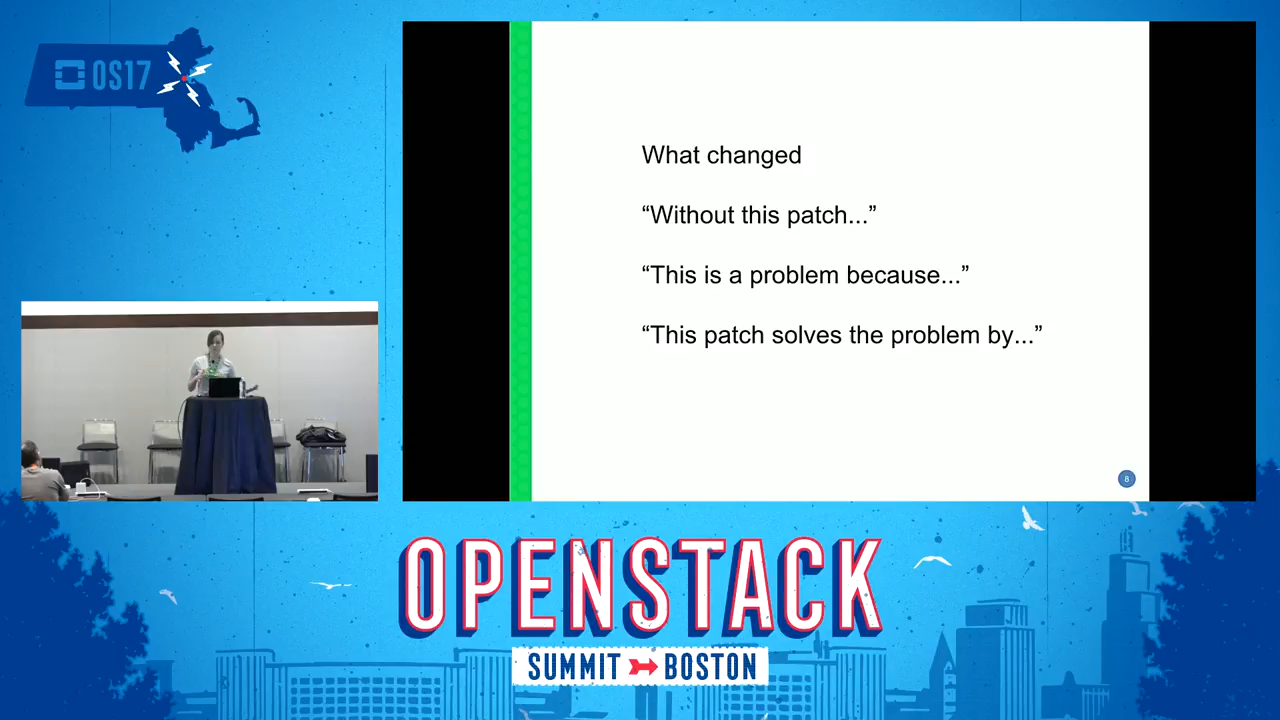 OS17
What changed
“Without this patch...”
“This is a problem because...”
“This patch solves the problem by...”
8
OPENSTACK
SUMMIT BOSTON